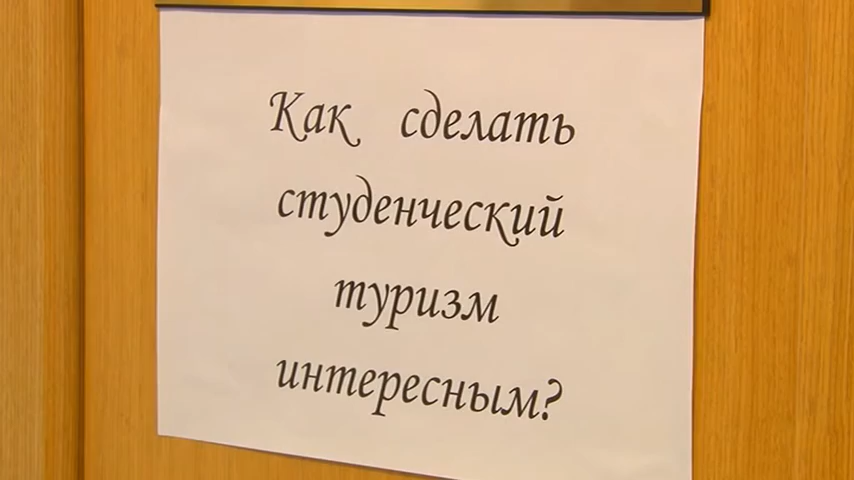 Как сделать
студенческий
туризм
интересным?